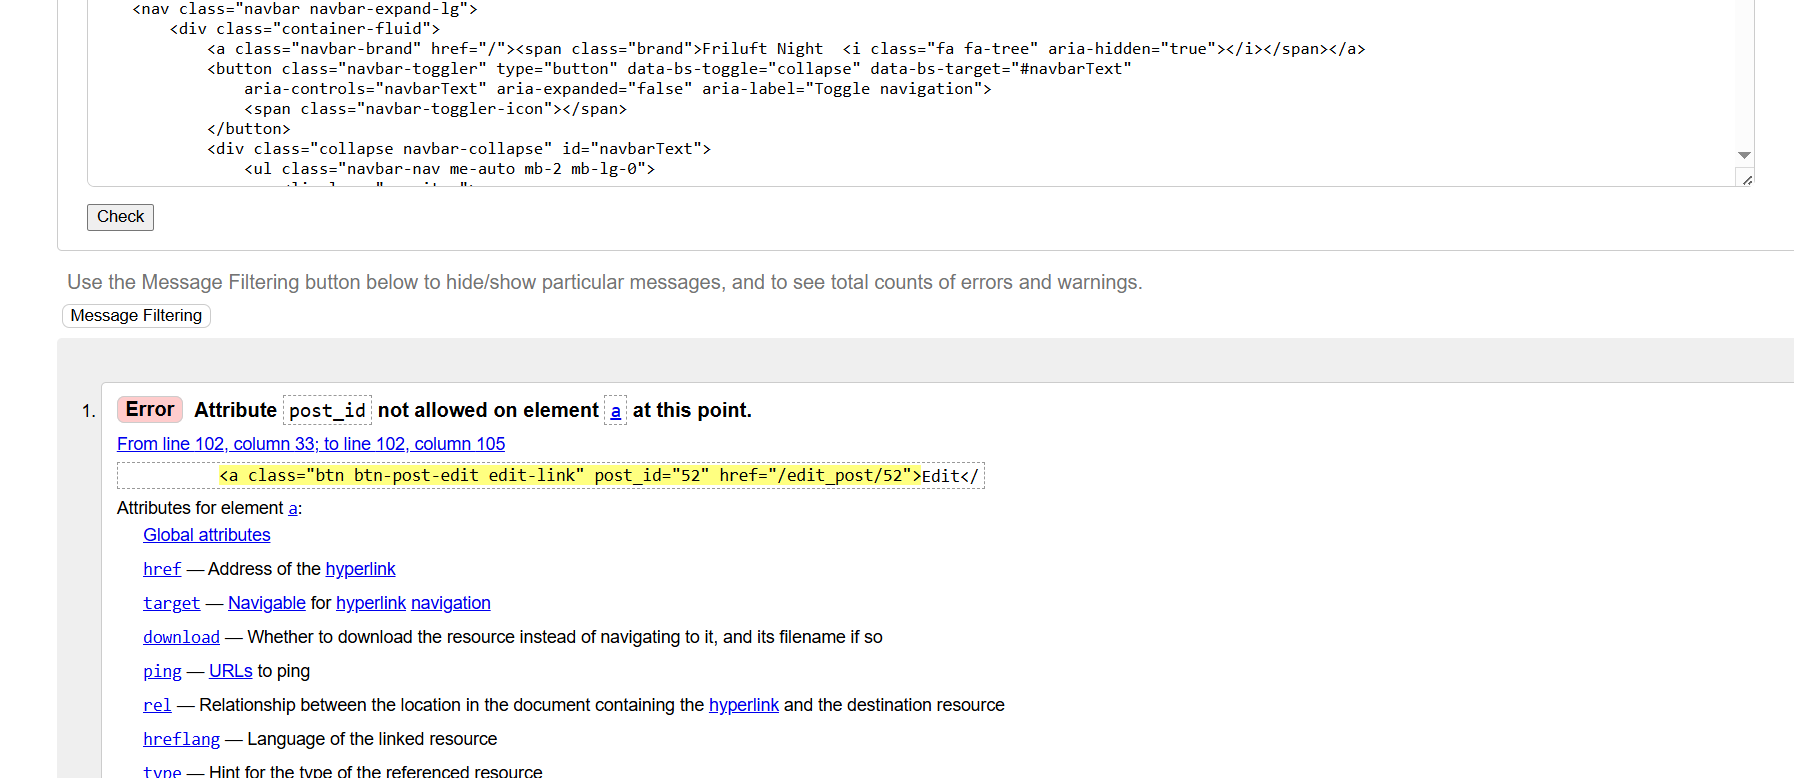 <nav class="navbar navbar-expand-lg">
<div class="container-fluid">
<a class="navbar-brand" href="/"><span class="brand">Friluft Night  <i class="fa fa-tree" aria-hidden="true"></i></span></a>
<button class="navbar-toggler" type="button" data-bs-toggle="collapse" data-bs-target="#navbarText"
aria-controls="navbarText" aria-expanded="false" aria-label="Toggle navigation">
<span class="navbar-toggler-icon"></span>
</button>
<div class="collapse navbar-collapse" id="navbarText">
<ul class="navbar-nav me-auto mb-2 mb-lg-0">
Check
Use the Message Filtering button below to hide/show particular messages, and to see total counts of errors and warnings.
Message Filtering
1. Error Attribute post_id not allowed on element a at this point.
From line 102, column 33; to line 102, column 105
<a class="btn btn-post-edit edit-link" post_id="52" href="/edit_post/52">Edit</
Attributes for element a:
Global attributes
href — Address of the hyperlink
target — Navigable for hyperlink navigation
download — Whether to download the resource instead of navigating to it, and its filename if so
ping — URLs to ping
rel — Relationship between the location in the document containing the hyperlink and the destination resource
hreflang — Language of the linked resource
type — Hint for the type of the referenced resource